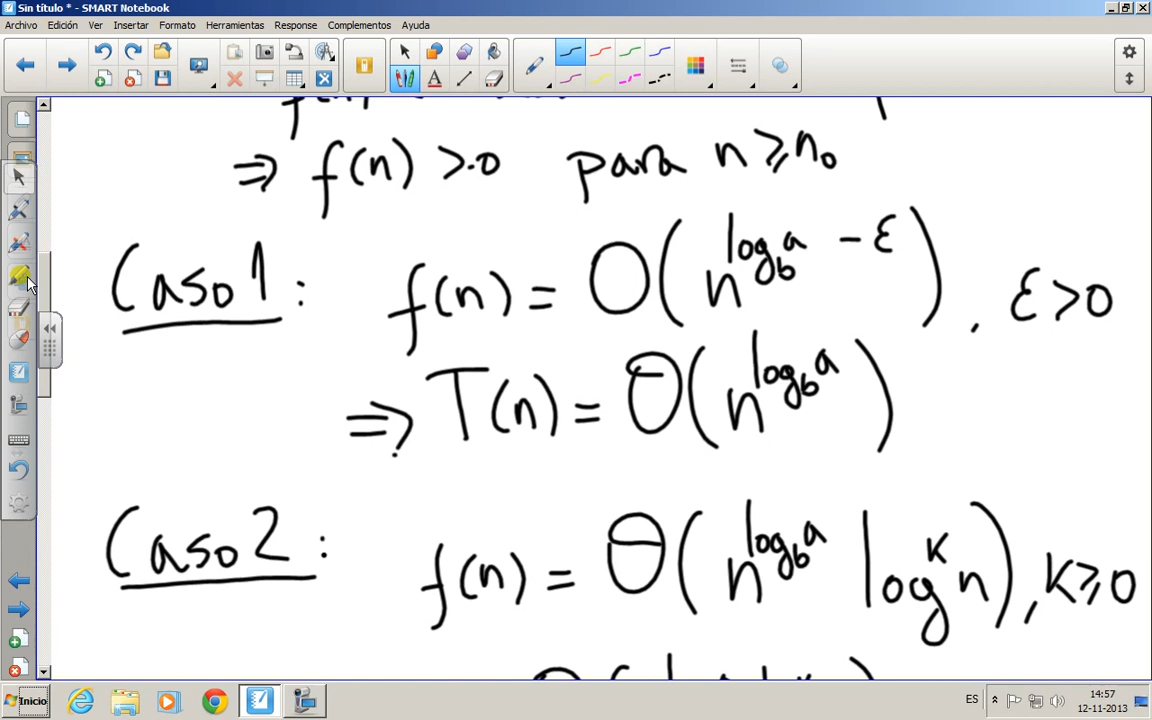 Sin título * - SMART Notebook
Archivo Edición Ver Insertar Formato Herramientas Response Complementos Ayuda
⇒ f(n) > 0 para n ≥ n₀
Caso 1: f(n) = O(n^(log_b a - ε)), ε > 0
⇒ T(n) = Θ(n^(log_b a))
Caso 2: f(n) = Θ(n^(log_b a) log^k n), k ≥ 0
Inicio
ES
14:57
12-11-2013